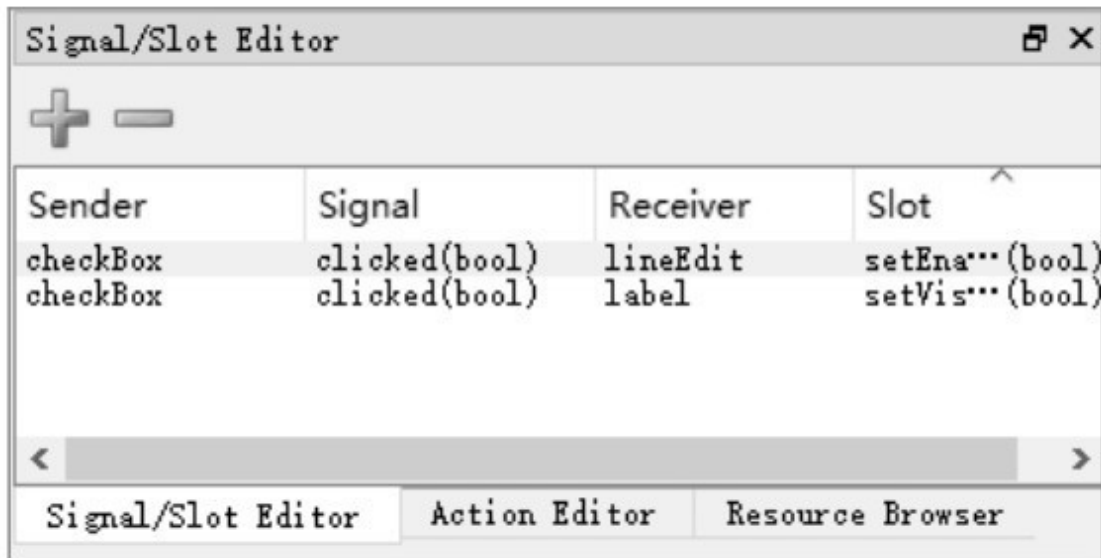 Signal/Slot Editor
Sender Signal Receiver Slot
checkBox clicked(bool) lineEdit setEna…(bool)
checkBox clicked(bool) label setVis…(bool)
Signal/Slot Editor Action Editor Resource Browser